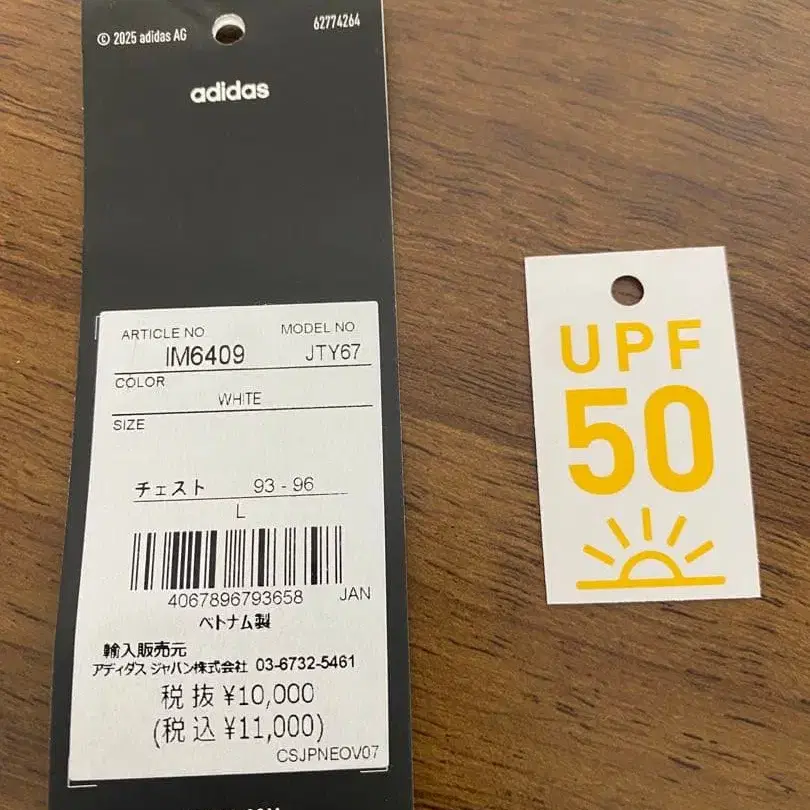 © 2025 adidas AG
62774264
adidas
ARTICLE NO MODEL NO
IM6409 JTY67
COLOR
WHITE
SIZE
チェスト 93 - 96
L
4067896793658 JAN
ベトナム製
輸入販売元
アディダス ジャパン株式会社 03-6732-5461
税 抜 ¥10,000
(税 込 ¥11,000)
CSJPNEOV07
UPF
50